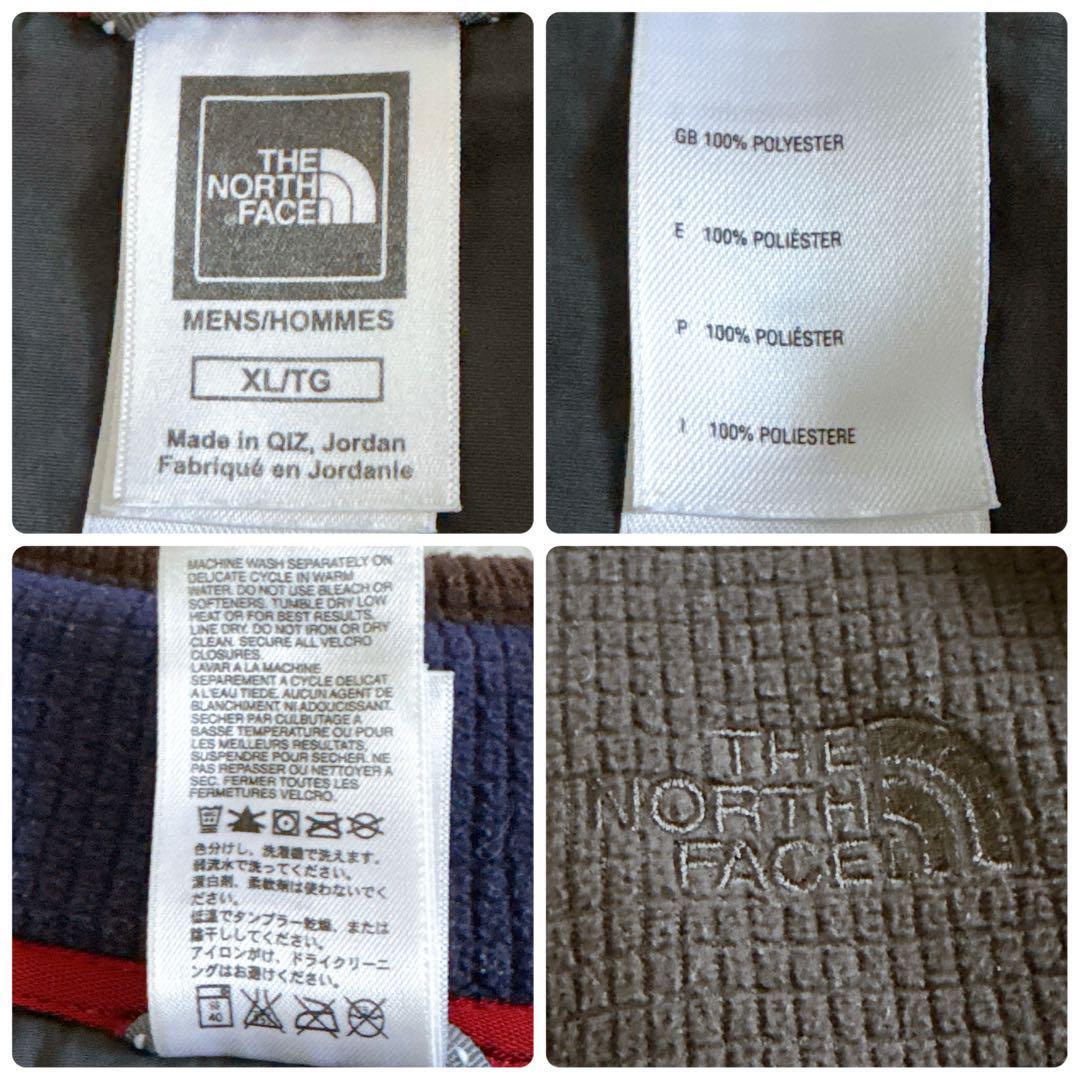 THE
NORTH
FACE
MENS/HOMMES
XL/TG
Made in QIZ, Jordan
Fabriqué en Jordanie
GB 100% POLYESTER
E 100% POLIÉSTER
P 100% POLIÉSTER
I 100% POLIESTERE
MACHINE WASH SEPARATELY ON
DELICATE CYCLE IN WARM
WATER. DO NOT USE BLEACH OR
SOFTENERS. TUMBLE DRY LOW
HEAT OR FOR BEST RESULTS,
LINE DRY. DO NOT IRON OR DRY
CLEAN. SECURE ALL VELCRO
CLOSURES.
LAVAR A LA MACHINE
SEPAREMENT A CYCLE DELICAT
A L'EAU TIEDE. AUCUN AGENT DE
BLANCHIMENT NI ADOUCISSANT.
SECHER PAR CULBUTAGE A
BASSE TEMPERATURE OU POUR
LES MEILLEURS RESULTATS,
SUSPENDRE POUR SECHER. NE
PAS REPASSER OU NETTOYER A
SEC. FERMER TOUTES LES
FERMETURES VELCRO.
色分けし、洗濯機で洗えます。
弱流水で洗ってください。
漂白剤、柔軟剤は使わないでく
ださい。
低温でタンブラー乾燥、または
陰干ししてください。
アイロンがけ、ドライクリーニ
ングはお避けください。
40
THE
NORTH
FACE